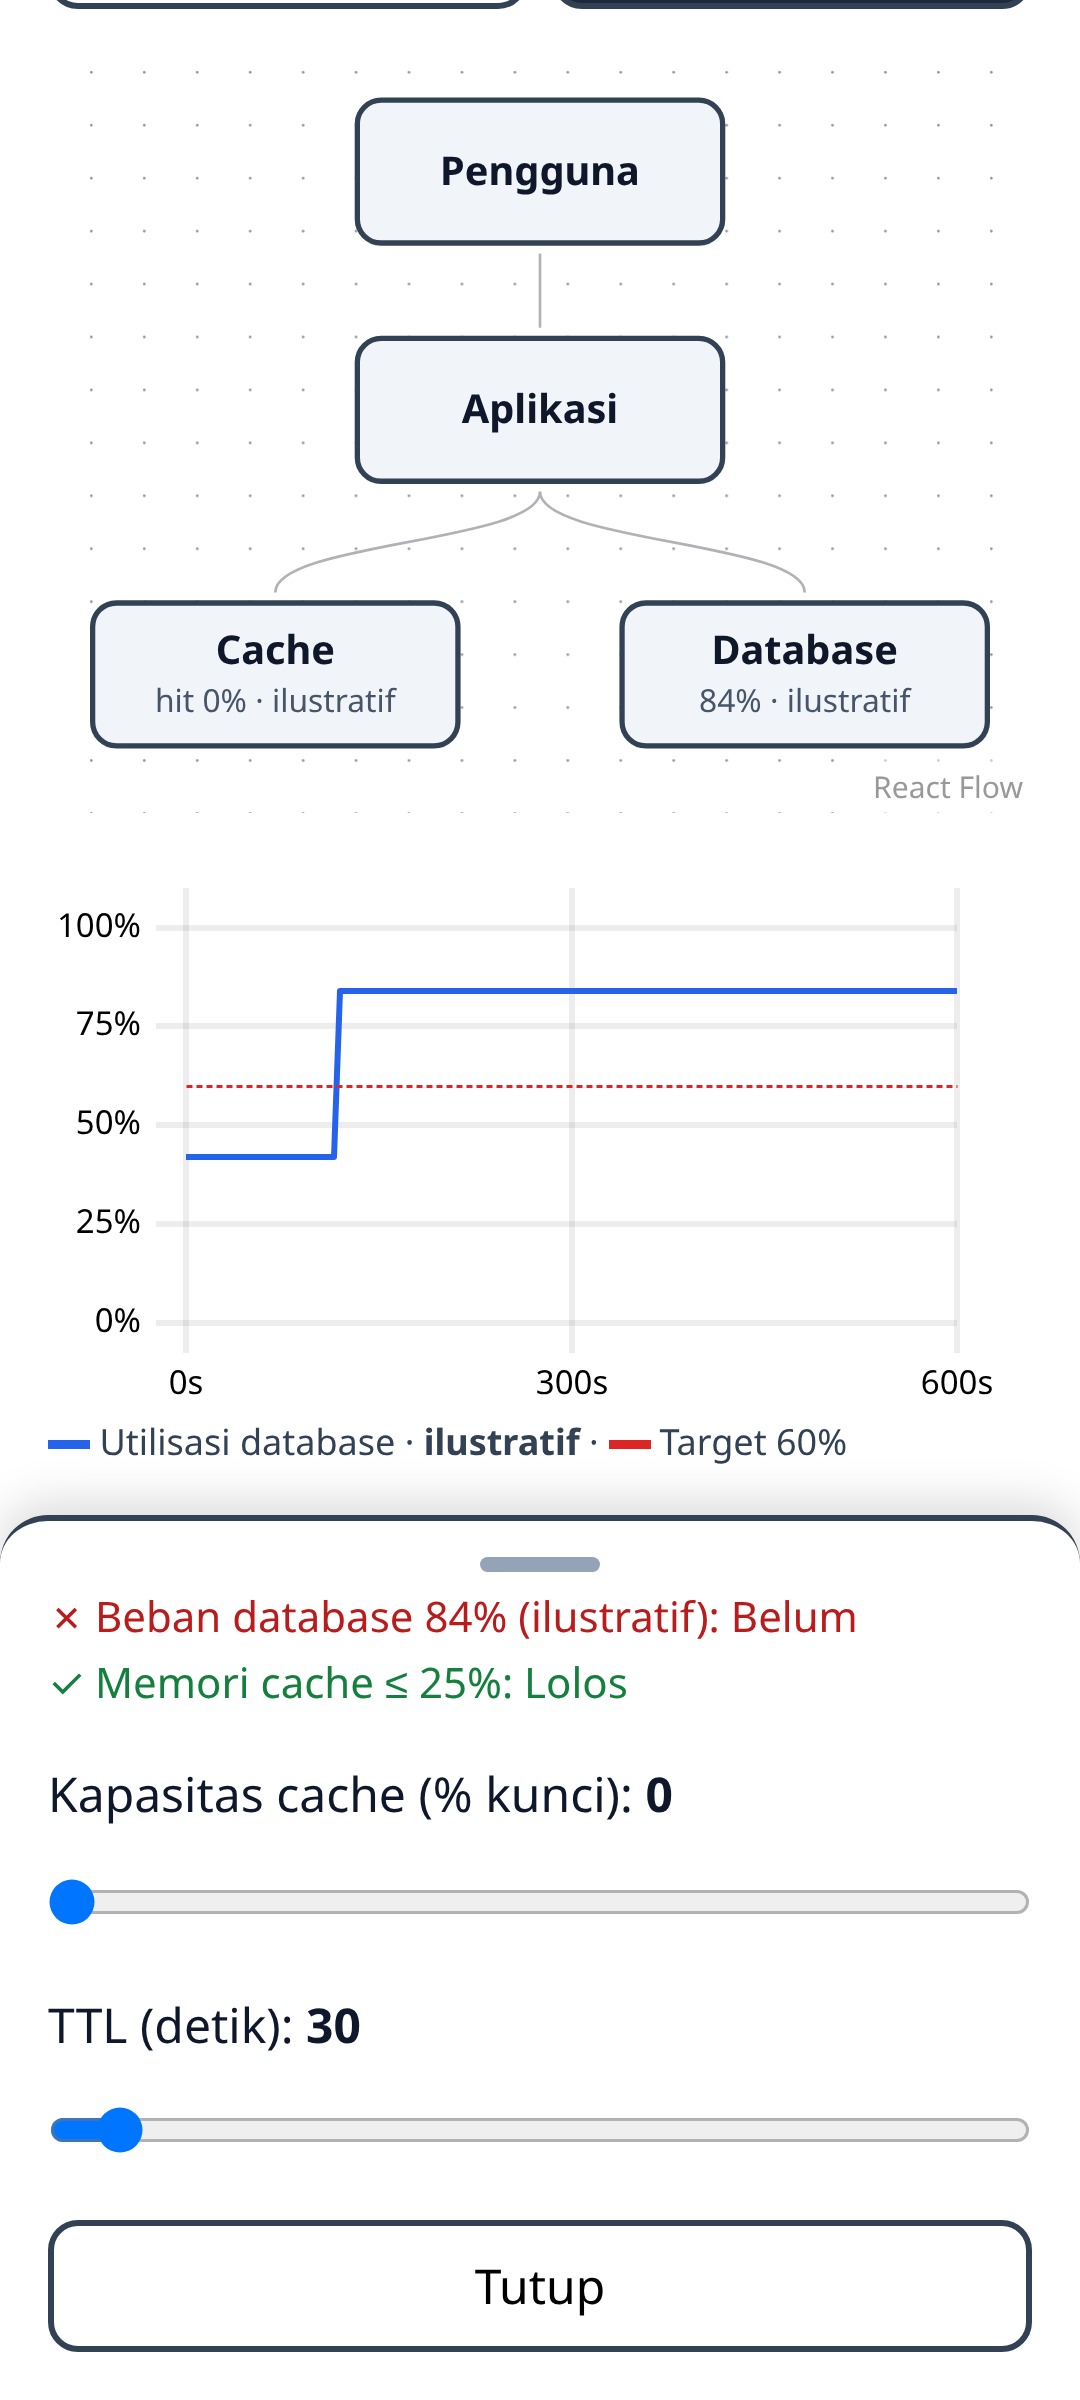 Pengguna
Aplikasi
Cache
hit 0% · ilustratif
Database
84% · ilustratif
React Flow
100%
75%
50%
25%
0%
0s 300s 600s
Utilisasi database · ilustratif · Target 60%
× Beban database 84% (ilustratif): Belum
✓ Memori cache ≤ 25%: Lolos
Kapasitas cache (% kunci): 0
TTL (detik): 30
Tutup